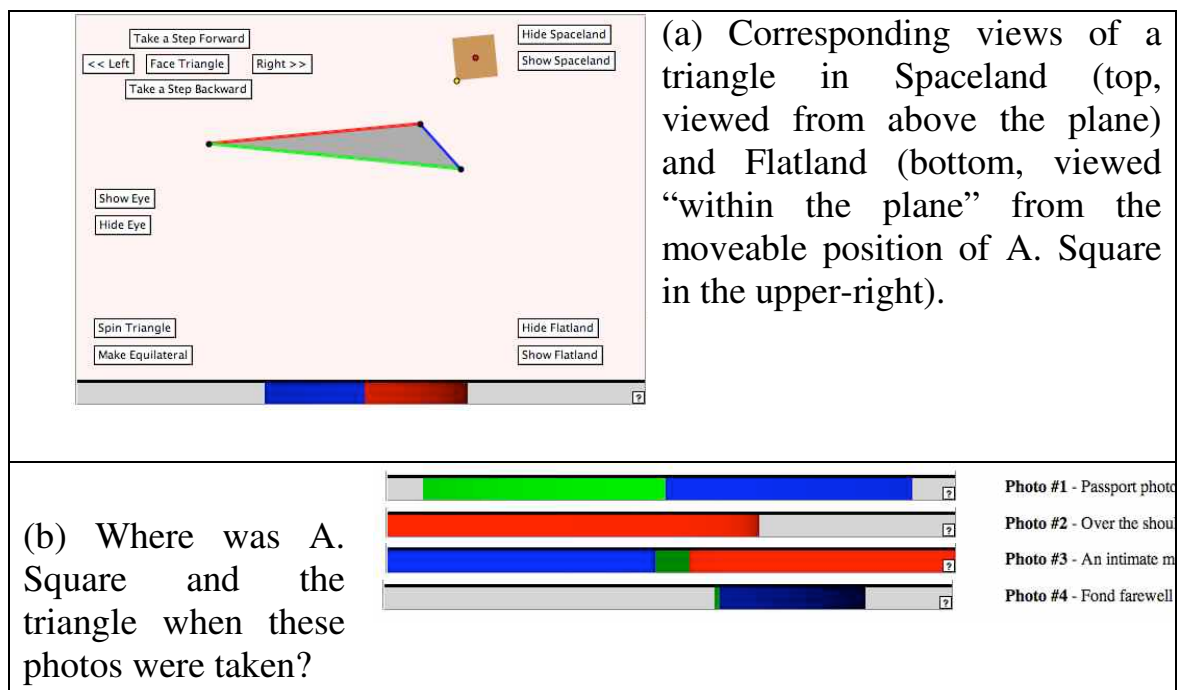 Take a Step Forward
<< Left Face Triangle Right >>
Take a Step Backward
Hide Spaceland
Show Spaceland
Show Eye
Hide Eye
Spin Triangle
Make Equilateral
Hide Flatland
Show Flatland
?
(a) Corresponding views of a
triangle in Spaceland (top,
viewed from above the plane)
and Flatland (bottom, viewed
“within the plane” from the
moveable position of A. Square
in the upper-right).
(b) Where was A.
Square and the
triangle when these
photos were taken?
?
Photo #1 - Passport photo
?
Photo #2 - Over the shoul
?
Photo #3 - An intimate m
?
Photo #4 - Fond farewell